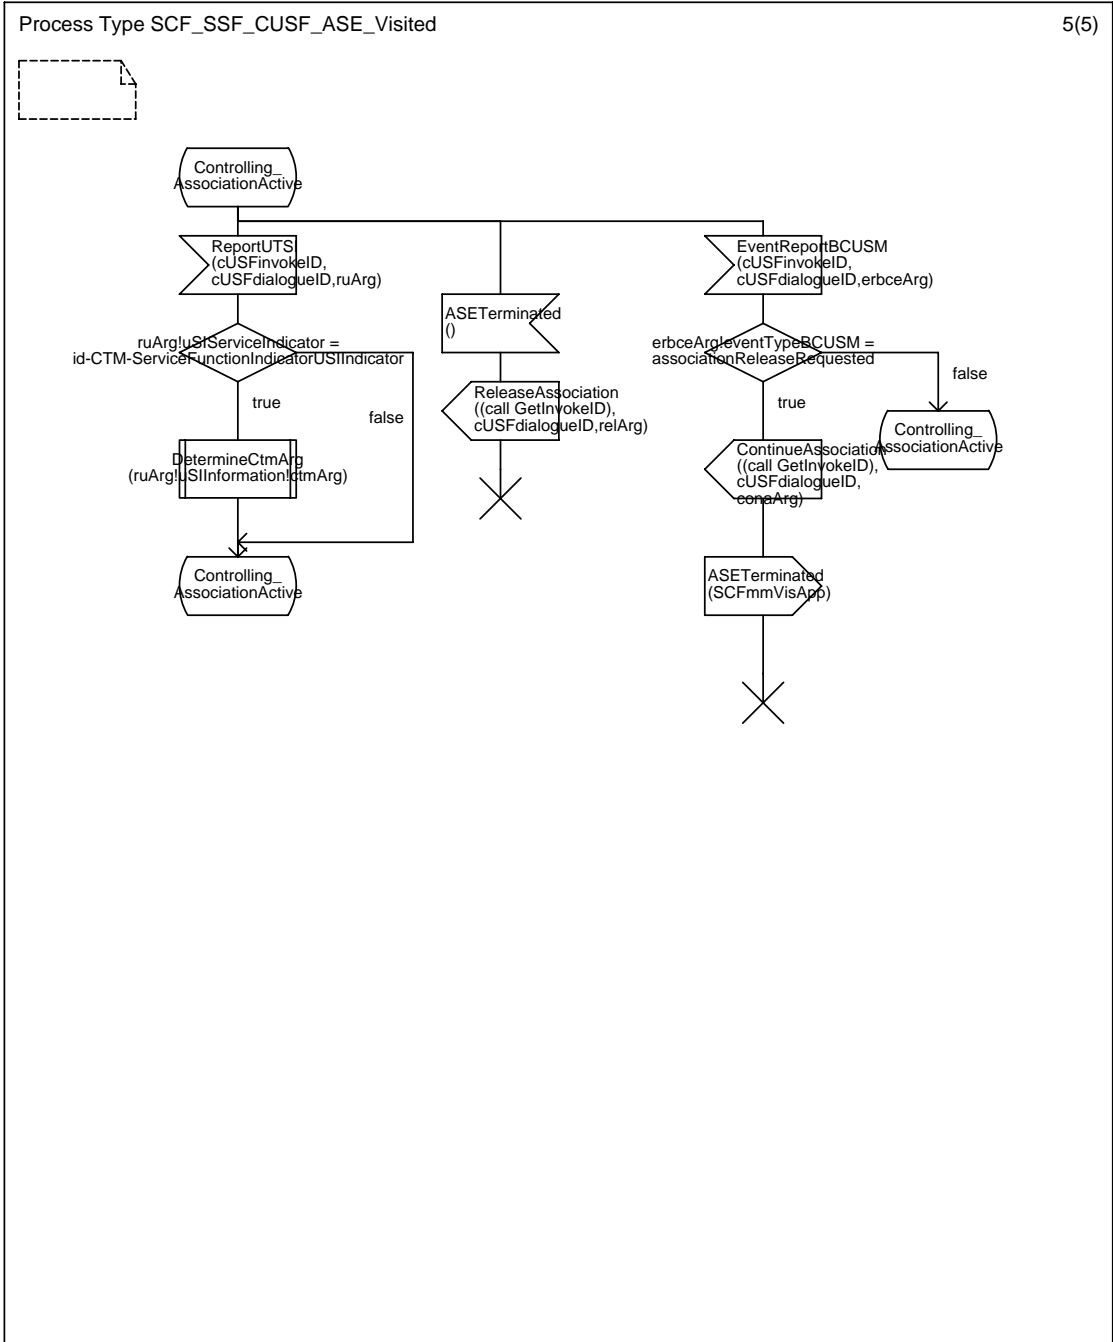 Process Type SCF_SSF_CUSF_ASE_Visited
5(5)
Controlling_
AssociationActive
ReportUTSI
(cUSFinvokeID,
cUSFdialogueID,ruArg)
ruArg!uSIServiceIndicator =
id-CTM-ServiceFunctionIndicatorUSIIndicator
true
false
DetermineCtmArg
(ruArg!uSIInformation!ctmArg)
Controlling_
AssociationActive
ASETerminated
()
ReleaseAssociation
((call GetInvokeID),
cUSFdialogueID,relArg)
EventReportBCUSM
(cUSFinvokeID,
cUSFdialogueID,erbceArg)
erbceArg!eventTypeBCUSM =
associationReleaseRequested
true
false
Controlling_
AssociationActive
ContinueAssociation
((call GetInvokeID),
cUSFdialogueID,
conaArg)
ASETerminated
(SCFmmVisApp)